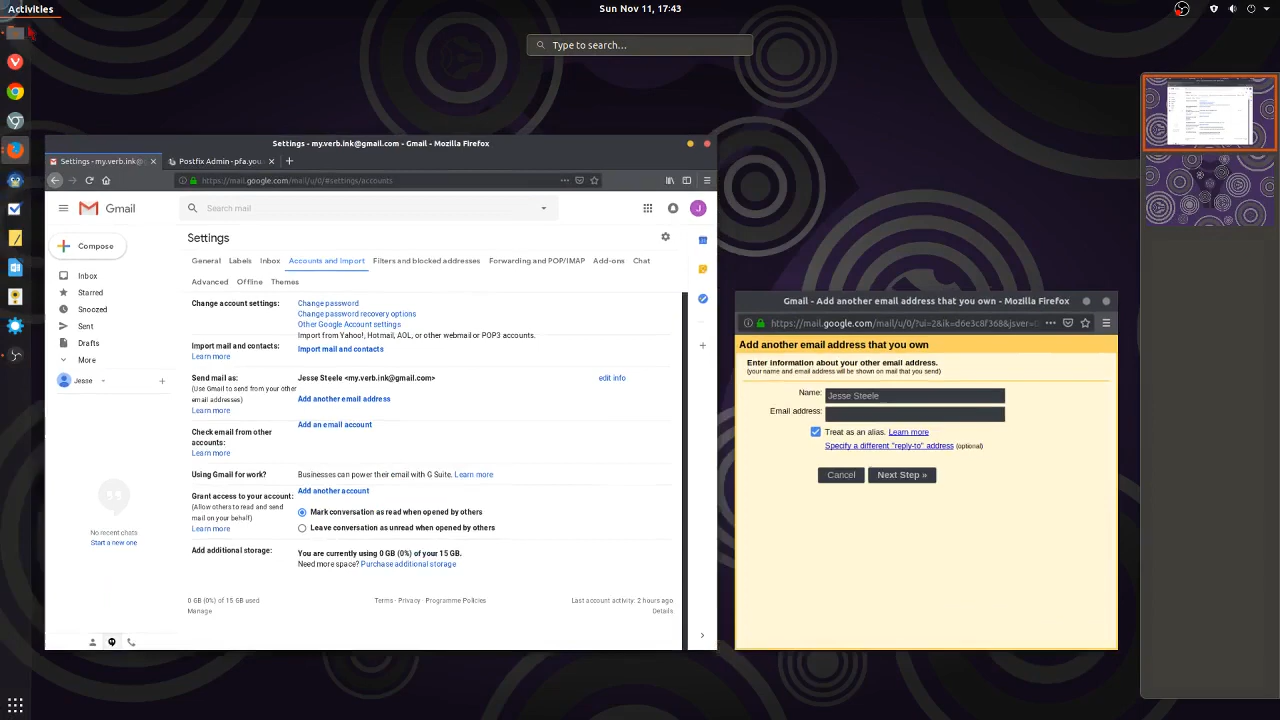 Activities
Sun Nov 11, 17:43
Type to search...
Settings - my.verb.ink@gmail.com - Gmail - Mozilla Firefox
Settings - my.verb.ink@
Postfix Admin - pfa.you
https://mail.google.com/mail/u/0/#settings/accounts
Gmail
Search mail
J
Compose
Inbox
Starred
Snoozed
Sent
Drafts
More
Jesse
No recent chats
Start a new one
Settings
General Labels Inbox Accounts and Import Filters and blocked addresses Forwarding and POP/IMAP Add-ons Chat
Advanced Offline Themes
Change account settings:
Change password
Change password recovery options
Other Google Account settings
Import from Yahoo!, Hotmail, AOL, or other webmail or POP3 accounts.
Import mail and contacts:
Learn more
Import mail and contacts
Send mail as:
(Use Gmail to send from your other
email addresses)
Learn more
Jesse Steele <my.verb.ink@gmail.com>
edit info
Add another email address
Check email from other
accounts:
Learn more
Add an email account
Using Gmail for work?
Businesses can power their email with G Suite. Learn more
Grant access to your account:
(Allow others to read and send
mail on your behalf)
Learn more
Add another account
Mark conversation as read when opened by others
Leave conversation as unread when opened by others
Add additional storage:
You are currently using 0 GB (0%) of your 15 GB.
Need more space? Purchase additional storage
0 GB (0%) of 15 GB used
Manage
Terms - Privacy - Programme Policies
Last account activity: 2 hours ago
Details
Gmail - Add another email address that you own - Mozilla Firefox
https://mail.google.com/mail/u/0/?ui=2&ik=d6e3c8f368&jsver=
Add another email address that you own
Enter information about your other email address.
(your name and email address will be shown on mail that you send)
Name:
Jesse Steele
Email address:
Treat as an alias. Learn more
Specify a different "reply-to" address (optional)
Cancel
Next Step »